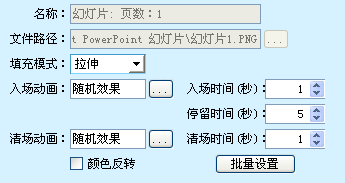 名称： 幻灯片: 页数：1
文件路径： t PowerPoint 幻灯片\幻灯片1.PNG ...
填充模式： 拉伸
入场动画： 随机效果 ... 入场时间(秒)： 1
停留时间(秒)： 5
清场动画： 随机效果 ... 清场时间(秒)： 1
颜色反转 批量设置